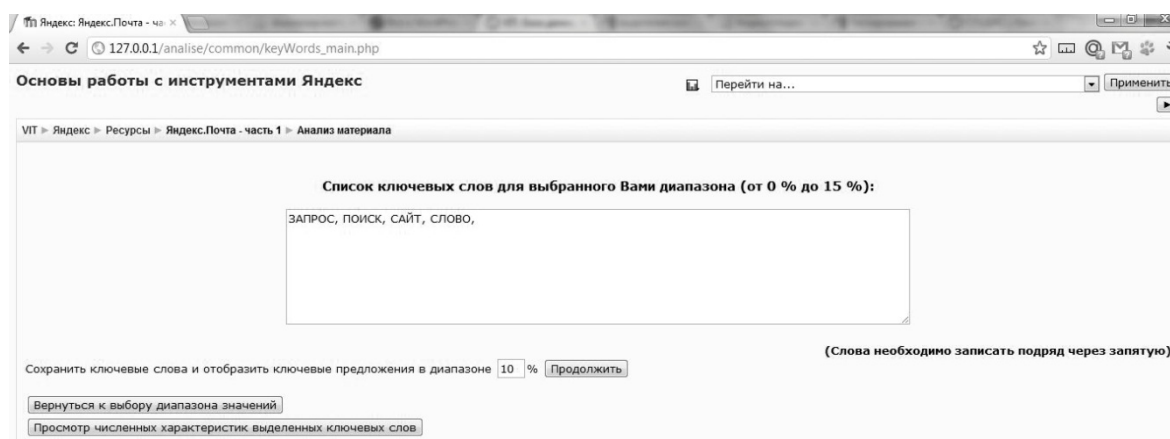 Яндекс: Яндекс.Почта - ча
127.0.0.1/analise/common/keyWords_main.php
Основы работы с инструментами Яндекс
Перейти на...
Применить
VIT ► Яндекс ► Ресурсы ► Яндекс.Почта - часть 1 ► Анализ материала
Список ключевых слов для выбранного Вами диапазона (от 0 % до 15 %):
ЗАПРОС, ПОИСК, САЙТ, СЛОВО,
(Слова необходимо записать подряд через запятую)
Сохранить ключевые слова и отобразить ключевые предложения в диапазоне 10 % Продолжить
Вернуться к выбору диапазона значений
Просмотр численных характеристик выделенных ключевых слов